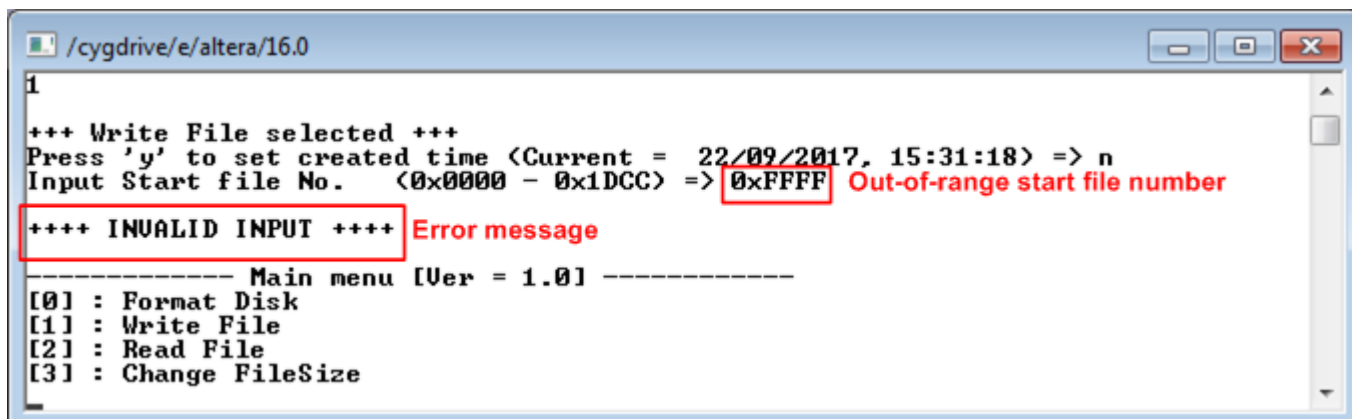 /cygdrive/e/altera/16.0
1
+++ Write File selected +++
Press 'y' to set created time (Current =  22/09/2017, 15:31:18) => n
Input Start file No.   (0x0000 - 0x1DCC) => 0xFFFF Out-of-range start file number
++++ INVALID INPUT ++++ Error message
------------- Main menu [Ver = 1.0] ------------
[0] : Format Disk
[1] : Write File
[2] : Read File
[3] : Change FileSize